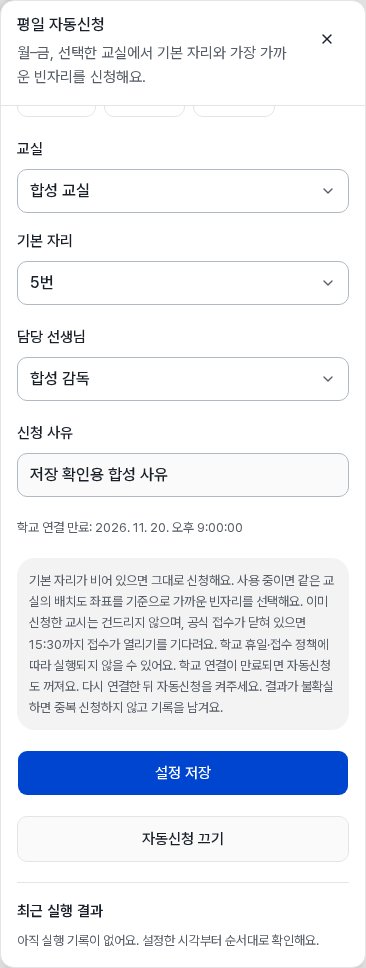 평일 자동신청
월–금, 선택한 교실에서 기본 자리와 가장 가까
운 빈자리를 신청해요.
교실
합성 교실
기본 자리
5번
담당 선생님
합성 감독
신청 사유
저장 확인용 합성 사유
학교 연결 만료: 2026. 11. 20. 오후 9:00:00
기본 자리가 비어 있으면 그대로 신청해요. 사용 중이면 같은 교
실의 배치도 좌표를 기준으로 가까운 빈자리를 선택해요. 이미
신청한 교시는 건드리지 않으며, 공식 접수가 닫혀 있으면
15:30까지 접수가 열리기를 기다려요. 학교 휴일·접수 정책에
따라 실행되지 않을 수 있어요. 학교 연결이 만료되면 자동신청
도 꺼져요. 다시 연결한 뒤 자동신청을 켜주세요. 결과가 불확실
하면 중복 신청하지 않고 기록을 남겨요.
설정 저장
자동신청 끄기
최근 실행 결과
아직 실행 기록이 없어요. 설정한 시각부터 순서대로 확인해요.